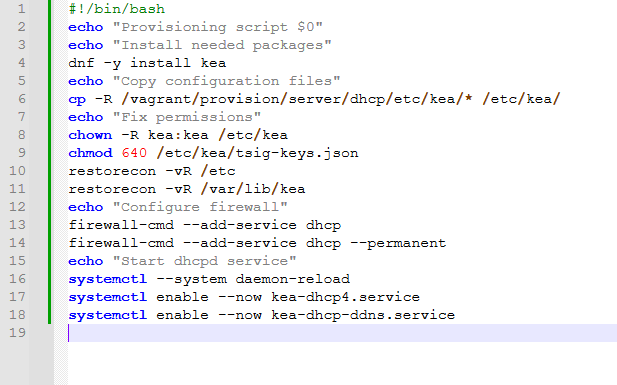 1 #!/bin/bash
2 echo "Provisioning script $0"
3 echo "Install needed packages"
4 dnf -y install kea
5 echo "Copy configuration files"
6 cp -R /vagrant/provision/server/dhcp/etc/kea/* /etc/kea/
7 echo "Fix permissions"
8 chown -R kea:kea /etc/kea
9 chmod 640 /etc/kea/tsig-keys.json
10 restorecon -vR /etc
11 restorecon -vR /var/lib/kea
12 echo "Configure firewall"
13 firewall-cmd --add-service dhcp
14 firewall-cmd --add-service dhcp --permanent
15 echo "Start dhcpd service"
16 systemctl --system daemon-reload
17 systemctl enable --now kea-dhcp4.service
18 systemctl enable --now kea-dhcp-ddns.service
19